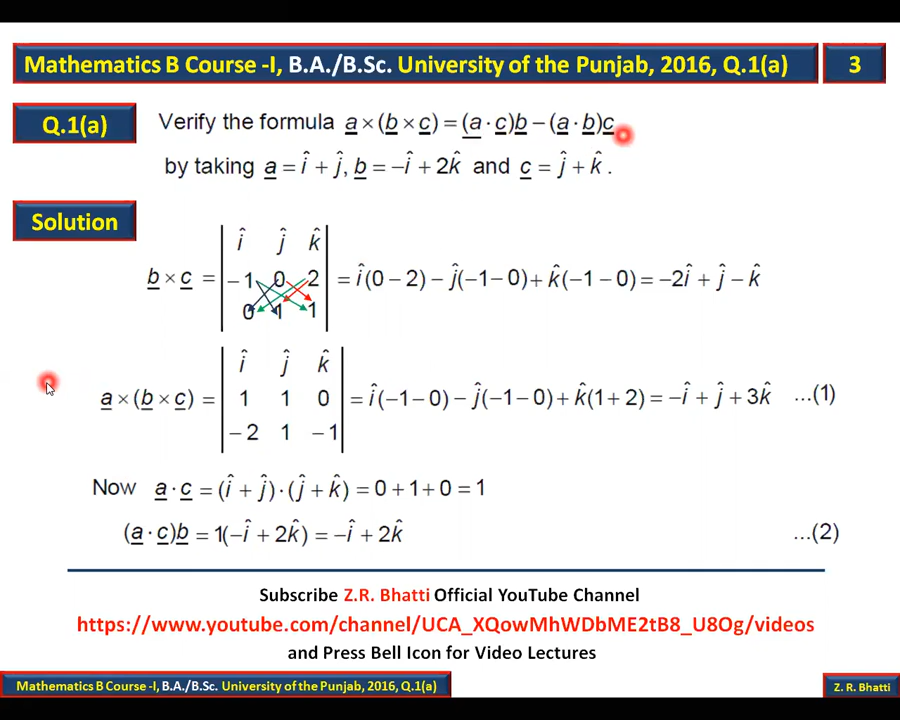 Mathematics B Course -I, B.A./B.Sc. University of the Punjab, 2016, Q.1(a) 3
Q.1(a) Verify the formula a̲ × (b̲ × c̲) = (a̲ · c̲)b̲ − (a̲ · b̲)c̲
by taking a̲ = î + ĵ, b̲ = −î + 2k̂ and c̲ = ĵ + k̂ .
Solution
î ĵ k̂
b̲ × c̲ = | −1 0 2 | = î(0 − 2) − ĵ(−1 − 0) + k̂(−1 − 0) = −2î + ĵ − k̂
0 1 1
î ĵ k̂
a̲ × (b̲ × c̲) = | 1 1 0 | = î(−1 − 0) − ĵ(−1 − 0) + k̂(1 + 2) = −î + ĵ + 3k̂ ...(1)
−2 1 −1
Now a̲ · c̲ = (î + ĵ) · (ĵ + k̂) = 0 + 1 + 0 = 1
(a̲ · c̲)b̲ = 1(−î + 2k̂) = −î + 2k̂ ...(2)
Subscribe Z.R. Bhatti Official YouTube Channel
https://www.youtube.com/channel/UCA_XQowMhWDbME2tB8_U8Og/videos
and Press Bell Icon for Video Lectures
Mathematics B Course -I, B.A./B.Sc. University of the Punjab, 2016, Q.1(a) Z. R. Bhatti